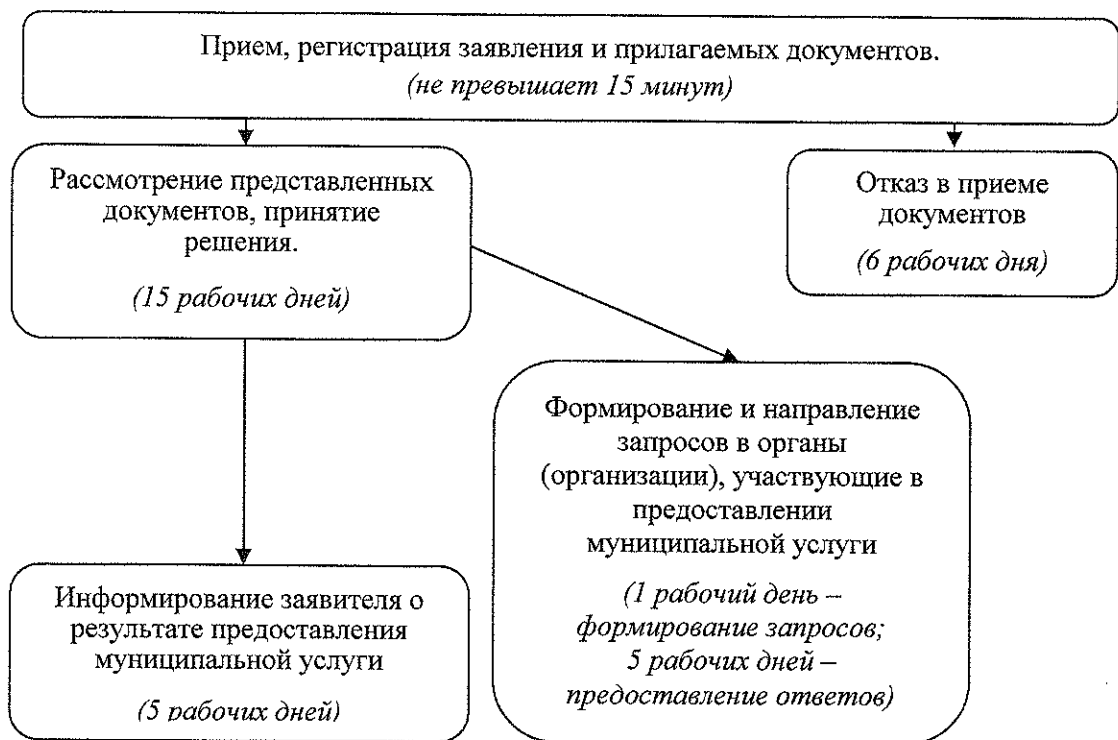 Прием, регистрация заявления и прилагаемых документов.
(не превышает 15 минут)
Рассмотрение представленных
документов, принятие
решения.
(15 рабочих дней)
Отказ в приеме
документов
(6 рабочих дня)
Формирование и направление
запросов в органы
(организации), участвующие в
предоставлении
муниципальной услуги
(1 рабочий день –
формирование запросов;
5 рабочих дней –
предоставление ответов)
Информирование заявителя о
результате предоставления
муниципальной услуги
(5 рабочих дней)